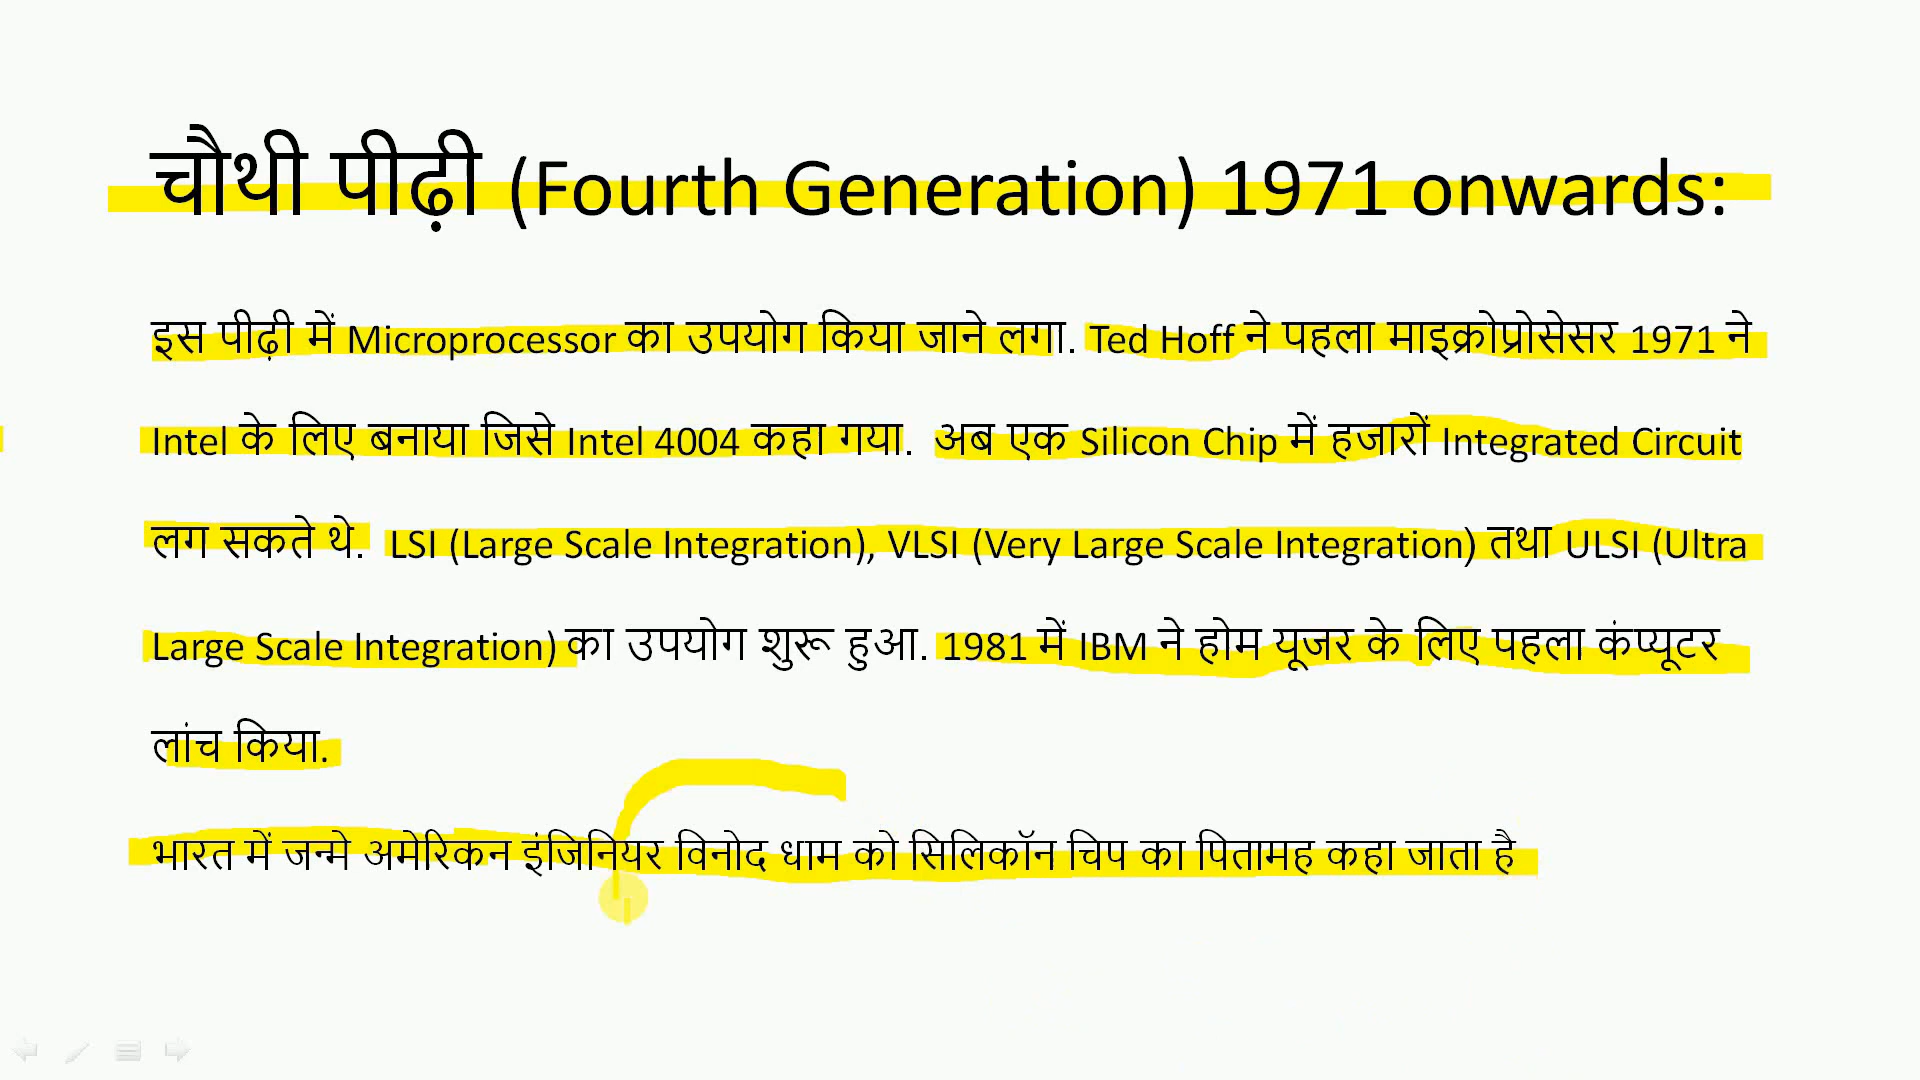 चौथी पीढ़ी (Fourth Generation) 1971 onwards:
इस पीढ़ी में Microprocessor का उपयोग किया जाने लगा. Ted Hoff ने पहला माइक्रोप्रोसेसर 1971 ने
Intel के लिए बनाया जिसे Intel 4004 कहा गया. अब एक Silicon Chip में हजारों Integrated Circuit
लग सकते थे. LSI (Large Scale Integration), VLSI (Very Large Scale Integration) तथा ULSI (Ultra
Large Scale Integration) का उपयोग शुरू हुआ. 1981 में IBM ने होम यूजर के लिए पहला कंप्यूटर
लांच किया.
भारत में जन्मे अमेरिकन इंजिनियर विनोद धाम को सिलिकॉन चिप का पितामह कहा जाता है